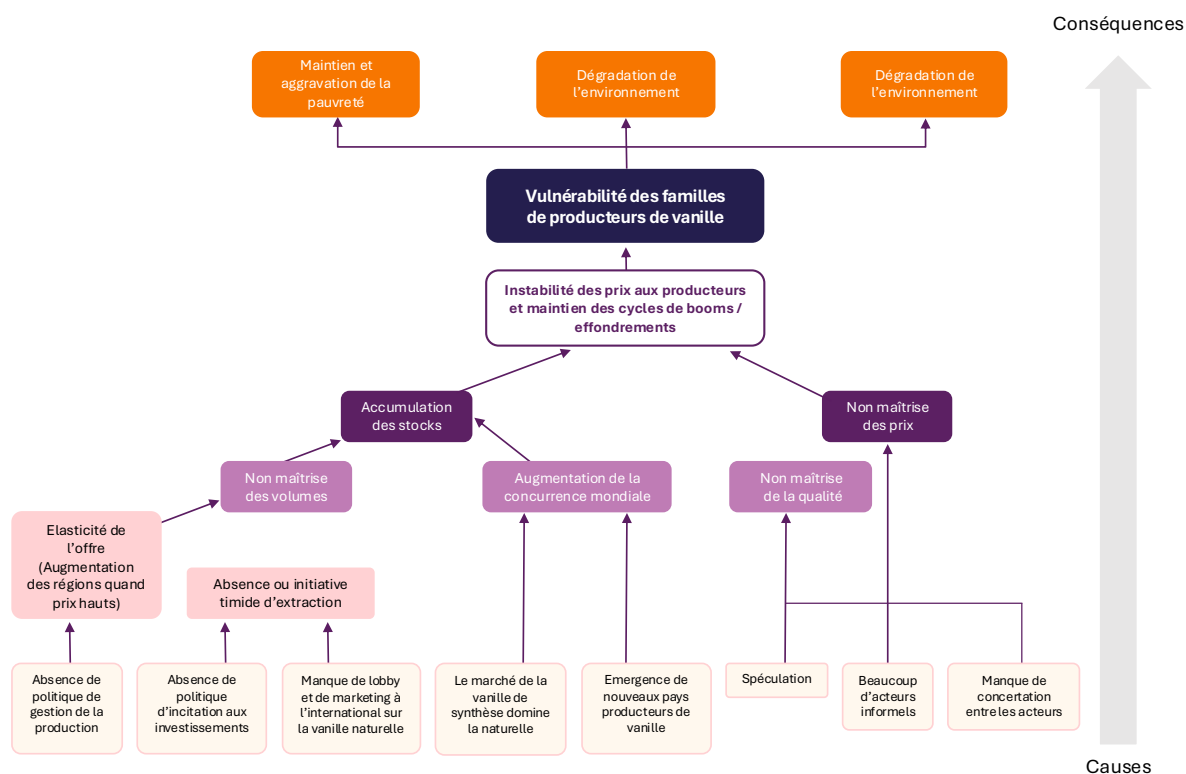 Conséquences
Maintien et
aggravation de la
pauvreté
Dégradation de
l'environnement
Dégradation de
l'environnement
Vulnérabilité des familles
de producteurs de vanille
Instabilité des prix aux producteurs
et maintien des cycles de booms /
effondrements
Accumulation
des stocks
Non maîtrise
des prix
Non maîtrise
des volumes
Augmentation de la
concurrence mondiale
Non maîtrise
de la qualité
Elasticité de
l'offre
(Augmentation
des régions quand
prix hauts)
Absence ou initiative
timide d'extraction
Absence de
politique de
gestion de la
production
Absence de
politique
d'incitation aux
investissements
Manque de lobby
et de marketing à
l'international sur
la vanille naturelle
Le marché de la
vanille de
synthèse domine
la naturelle
Emergence de
nouveaux pays
producteurs de
vanille
Spéculation
Beaucoup
d'acteurs
informels
Manque de
concertation
entre les acteurs
Causes